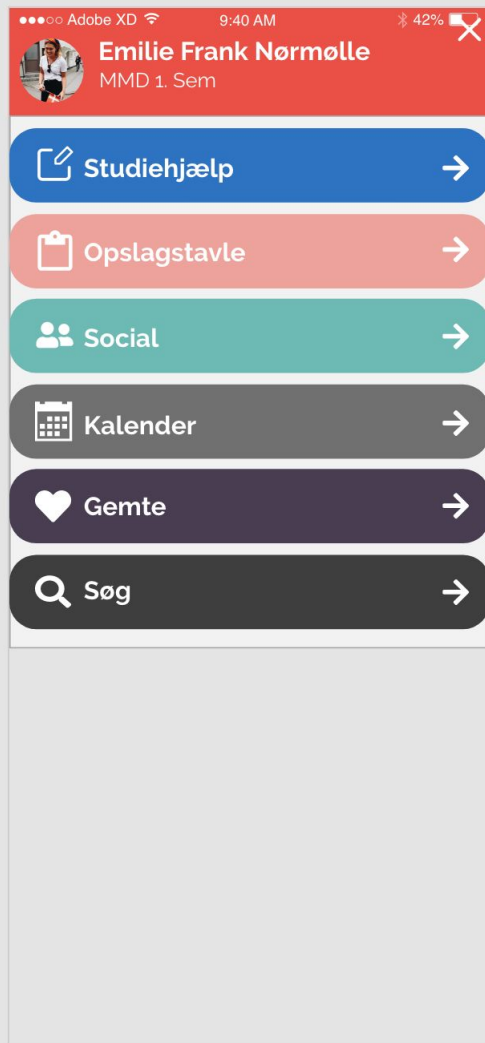 ●●●○○ Adobe XD 9:40 AM 42%
Emilie Frank Nørmølle
MMD 1. Sem
Studiehjælp
Opslagstavle
Social
Kalender
Gemte
Søg